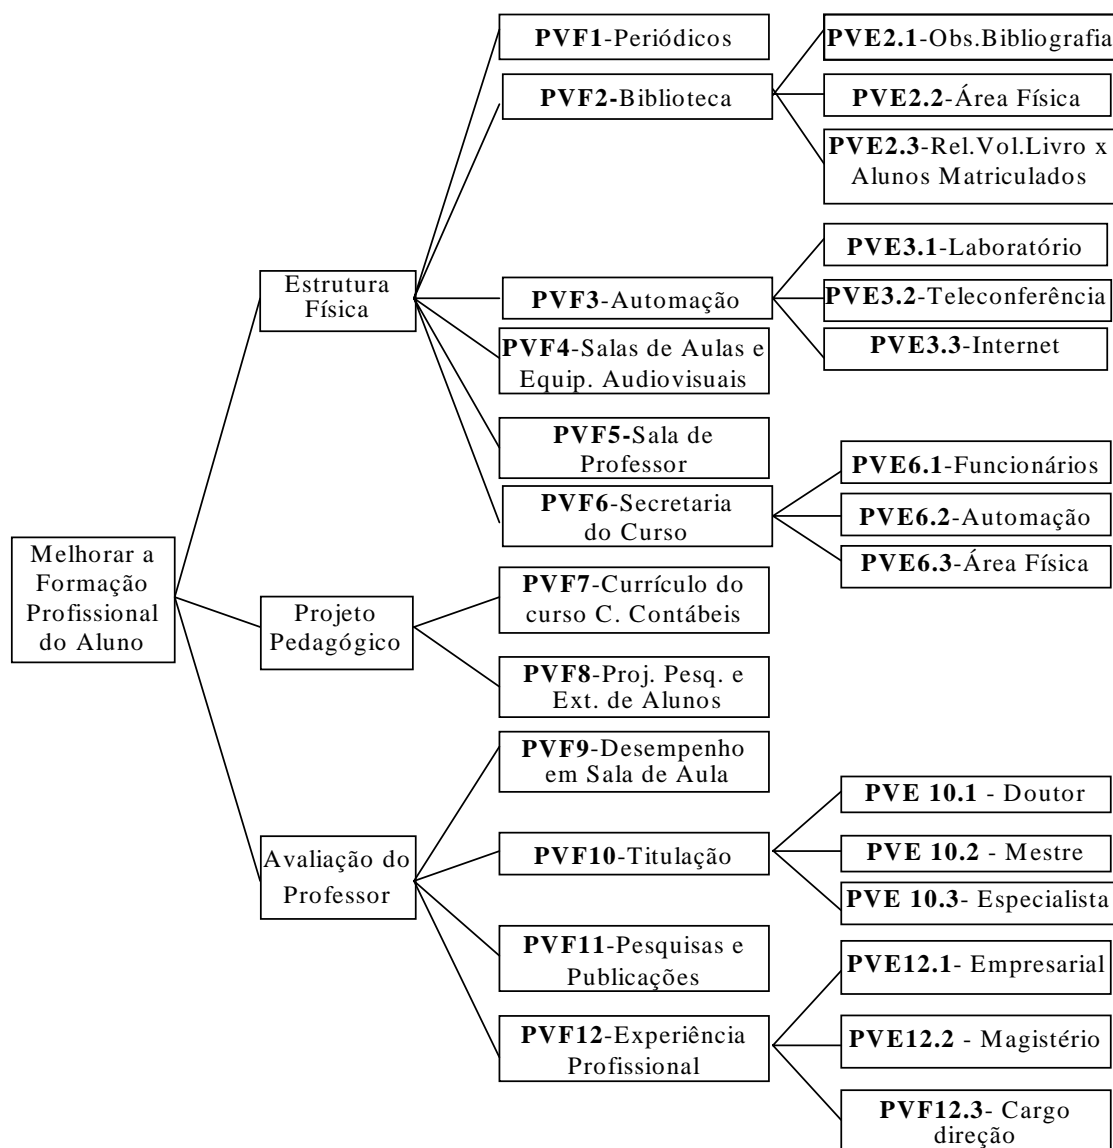 PVF1-Periódicos
PVE2.1-Obs.Bibliografia
PVF2-Biblioteca
PVE2.2-Área Física
PVE2.3-Rel.Vol.Livro x
Alunos Matriculados
Estrutura
Física
PVF3-Automação
PVE3.1-Laboratório
PVE3.2-Teleconferência
PVE3.3-Internet
PVF4-Salas de Aulas e
Equip. Audiovisuais
PVF5-Sala de
Professor
PVF6-Secretaria
do Curso
PVE6.1-Funcionários
PVE6.2-Automação
PVE6.3-Área Física
Melhorar a
Formação
Profissional
do Aluno
Projeto
Pedagógico
PVF7-Currículo do
curso C. Contábeis
PVF8-Proj. Pesq. e
Ext. de Alunos
Avaliação do
Professor
PVF9-Desempenho
em Sala de Aula
PVF10-Titulação
PVE 10.1 - Doutor
PVE 10.2 - Mestre
PVE 10.3- Especialista
PVF11-Pesquisas e
Publicações
PVF12-Experiência
Profissional
PVE12.1- Empresarial
PVE12.2 - Magistério
PVF12.3- Cargo
direção